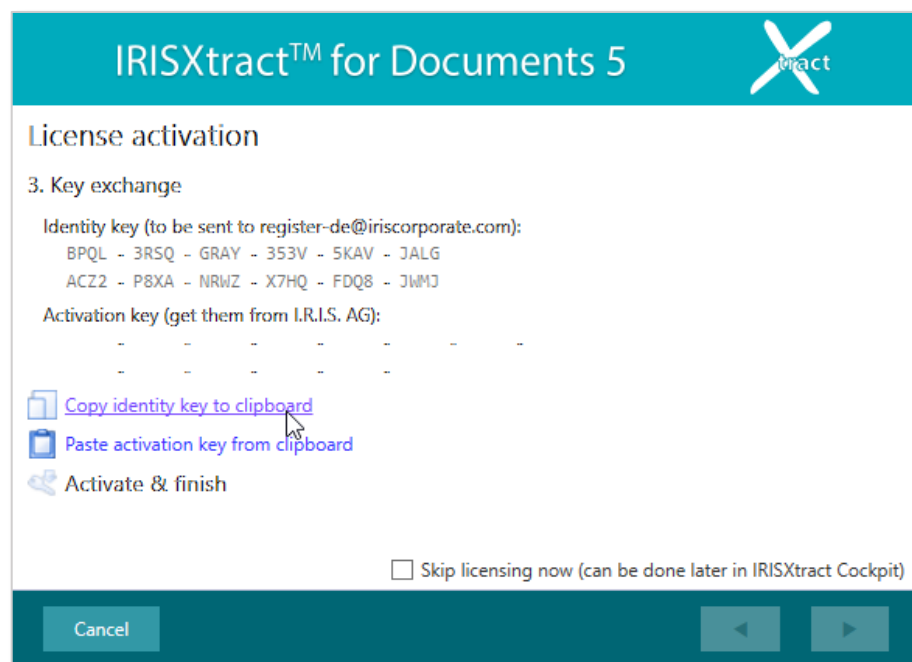 IRISXtract™ for Documents 5
Xtract
License activation
3. Key exchange
Identity key (to be sent to register-de@iriscorporate.com):
BPQL - 3RSQ - GRAY - 353V - 5KAV - JALG
ACZ2 - P8XA - NRWZ - X7HQ - FDQ8 - JWMJ
Activation key (get them from I.R.I.S. AG):
- - - - - - -
- - - - -
Copy identity key to clipboard
Paste activation key from clipboard
Activate & finish
Skip licensing now (can be done later in IRISXtract Cockpit)
Cancel